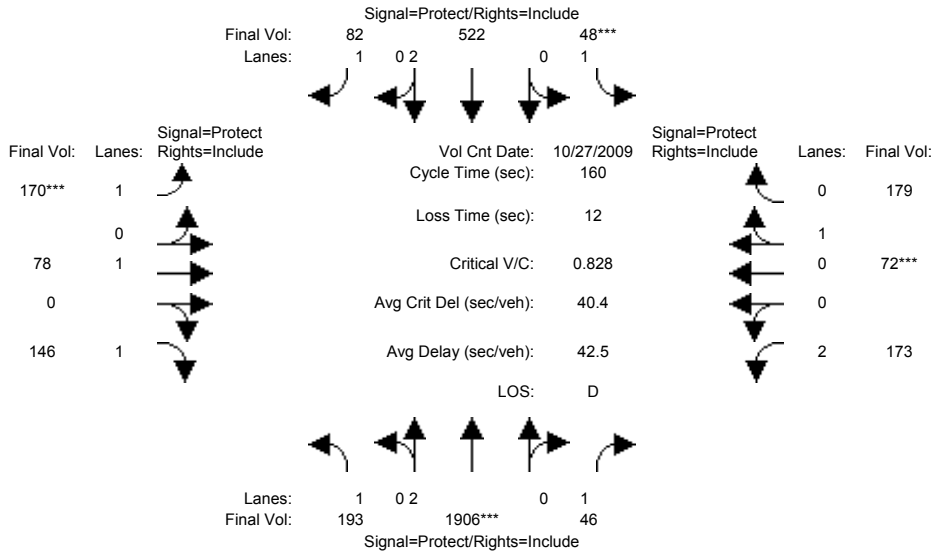 Signal=Protect/Rights=Include
Final Vol: 82 522 48***
Lanes: 1 0 2 0 1
Signal=Protect
Final Vol: Lanes: Rights=Include
Vol Cnt Date: 10/27/2009
Signal=Protect
Rights=Include Lanes: Final Vol:
Cycle Time (sec): 160
170*** 1
0 179
Loss Time (sec): 12
0
1
78 1
Critical V/C: 0.828
0 72***
0 0
Avg Crit Del (sec/veh): 40.4
0
146 1
Avg Delay (sec/veh): 42.5
2 173
LOS: D
Lanes: 1 0 2 0 1
Final Vol: 193 1906*** 46
Signal=Protect/Rights=Include